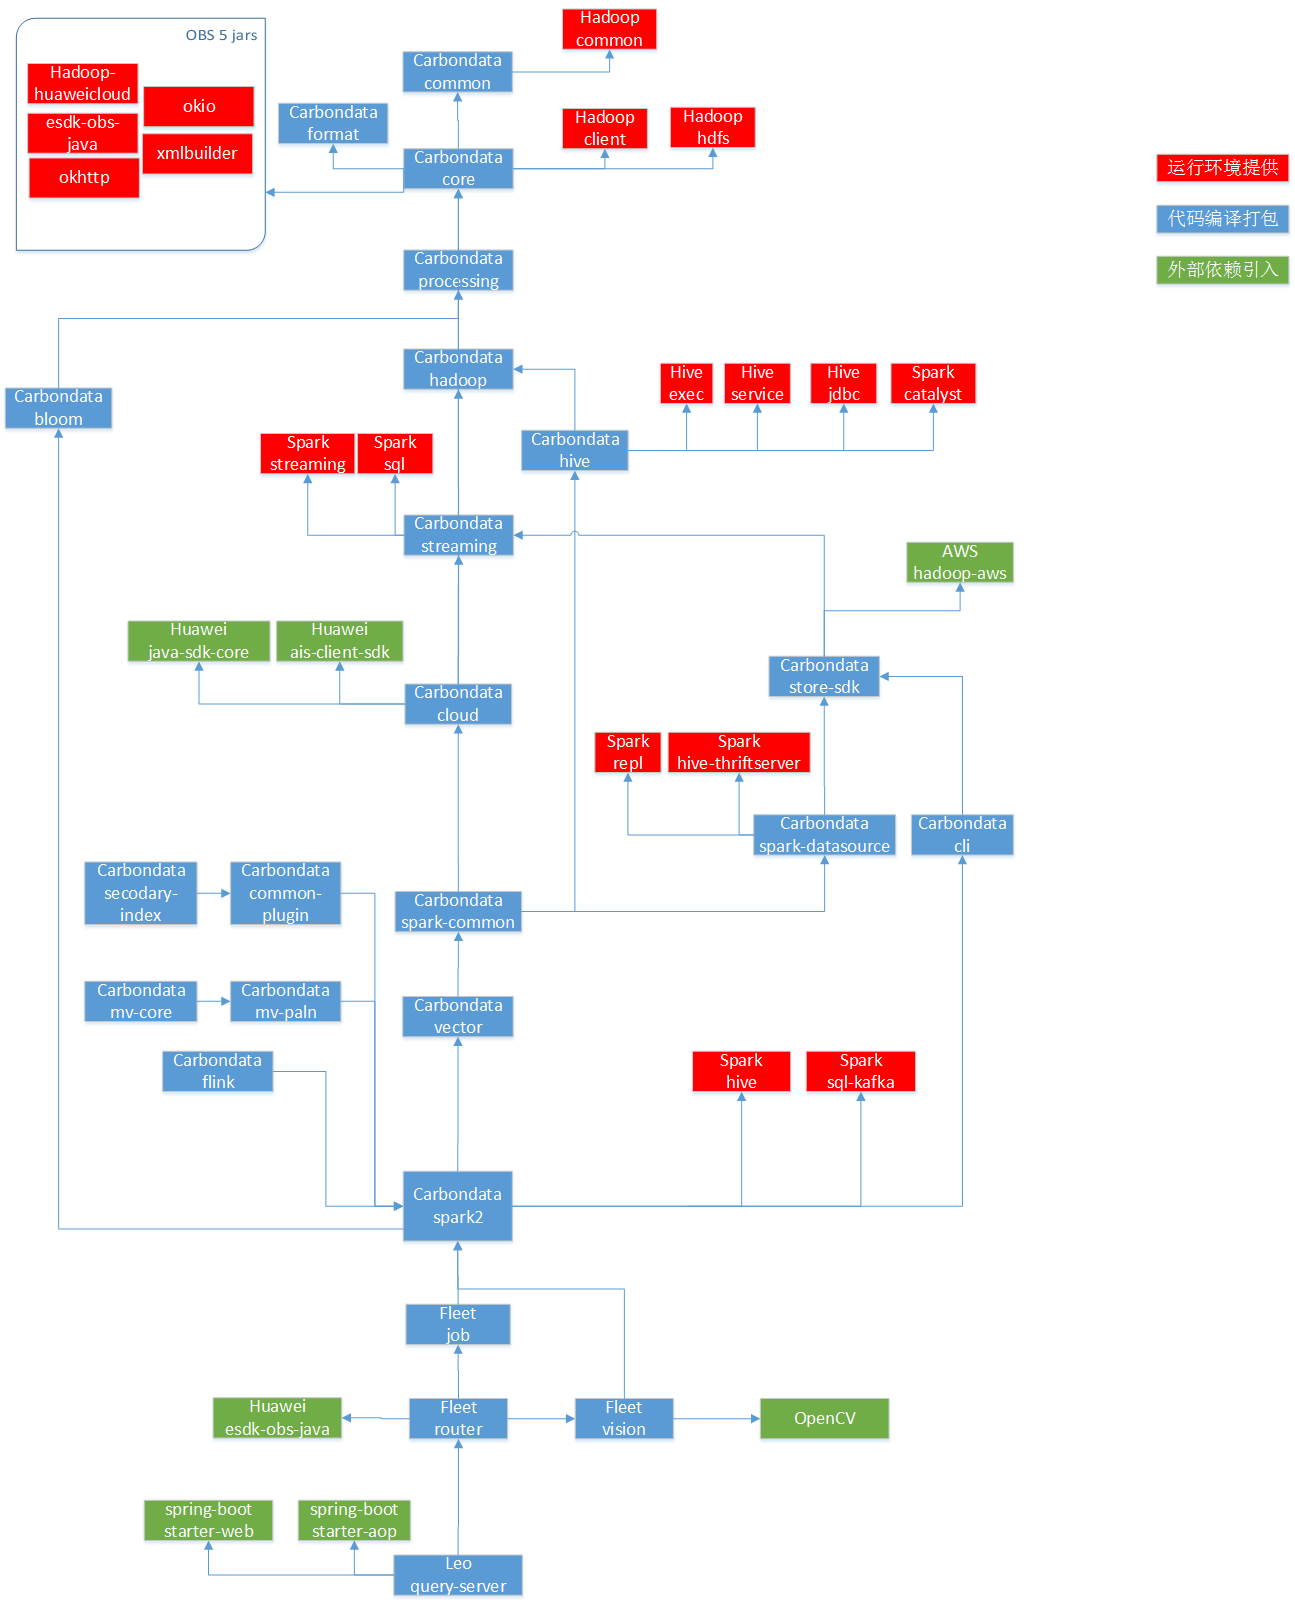 OBS 5 jars
Hadoop-
huaweicloud
okio
esdk-obs-
java
xmlbuilder
okhttp
Hadoop
common
Carbondata
common
Carbondata
format
Hadoop
client
Hadoop
hdfs
Carbondata
core
运行环境提供
代码编译打包
外部依赖引入
Carbondata
processing
Carbondata
hadoop
Carbondata
bloom
Hive
exec
Hive
service
Hive
jdbc
Spark
catalyst
Spark
streaming
Spark
sql
Carbondata
hive
Carbondata
streaming
AWS
hadoop-aws
Huawei
java-sdk-core
Huawei
ais-client-sdk
Carbondata
store-sdk
Carbondata
cloud
Spark
repl
Spark
hive-thriftserver
Carbondata
spark-datasource
Carbondata
cli
Carbondata
secodary-
index
Carbondata
common-
plugin
Carbondata
spark-common
Carbondata
mv-core
Carbondata
mv-paln
Carbondata
vector
Carbondata
flink
Spark
hive
Spark
sql-kafka
Carbondata
spark2
Fleet
job
Huawei
esdk-obs-java
Fleet
router
Fleet
vision
OpenCV
spring-boot
starter-web
spring-boot
starter-aop
Leo
query-server